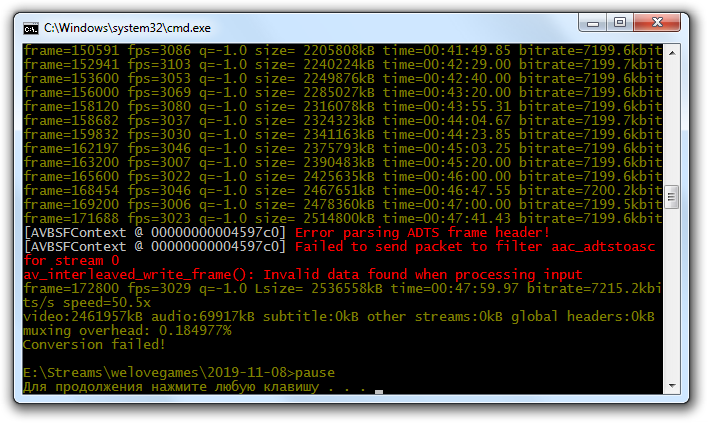 C:\Windows\system32\cmd.exe
frame=150591 fps=3086 q=-1.0 size= 2205808kB time=00:41:49.85 bitrate=7199.6kbit
frame=152941 fps=3103 q=-1.0 size= 2240224kB time=00:42:29.00 bitrate=7199.7kbit
frame=153600 fps=3053 q=-1.0 size= 2249876kB time=00:42:40.00 bitrate=7199.6kbit
frame=156000 fps=3069 q=-1.0 size= 2285027kB time=00:43:20.00 bitrate=7199.6kbit
frame=158120 fps=3080 q=-1.0 size= 2316078kB time=00:43:55.31 bitrate=7199.6kbit
frame=158682 fps=3037 q=-1.0 size= 2324323kB time=00:44:04.67 bitrate=7199.7kbit
frame=159832 fps=3030 q=-1.0 size= 2341163kB time=00:44:23.85 bitrate=7199.6kbit
frame=162197 fps=3046 q=-1.0 size= 2375793kB time=00:45:03.25 bitrate=7199.6kbit
frame=163200 fps=3007 q=-1.0 size= 2390483kB time=00:45:20.00 bitrate=7199.6kbit
frame=165600 fps=3022 q=-1.0 size= 2425635kB time=00:46:00.00 bitrate=7199.6kbit
frame=168454 fps=3046 q=-1.0 size= 2467651kB time=00:46:47.55 bitrate=7200.2kbit
frame=169200 fps=3006 q=-1.0 size= 2478360kB time=00:47:00.00 bitrate=7199.5kbit
frame=171688 fps=3023 q=-1.0 size= 2514800kB time=00:47:41.43 bitrate=7199.6kbit
[AVBSFContext @ 00000000004597c0] Error parsing ADTS frame header!
[AVBSFContext @ 00000000004597c0] Failed to send packet to filter aac_adtstoasc
for stream 0
av_interleaved_write_frame(): Invalid data found when processing input
frame=172800 fps=3029 q=-1.0 Lsize= 2536558kB time=00:47:59.97 bitrate=7215.2kbi
ts/s speed=50.5x
video:2461957kB audio:69917kB subtitle:0kB other streams:0kB global headers:0kB
muxing overhead: 0.184977%
Conversion failed!
E:\Streams\welovegames\2019-11-08>pause
Для продолжения нажмите любую клавишу . . .